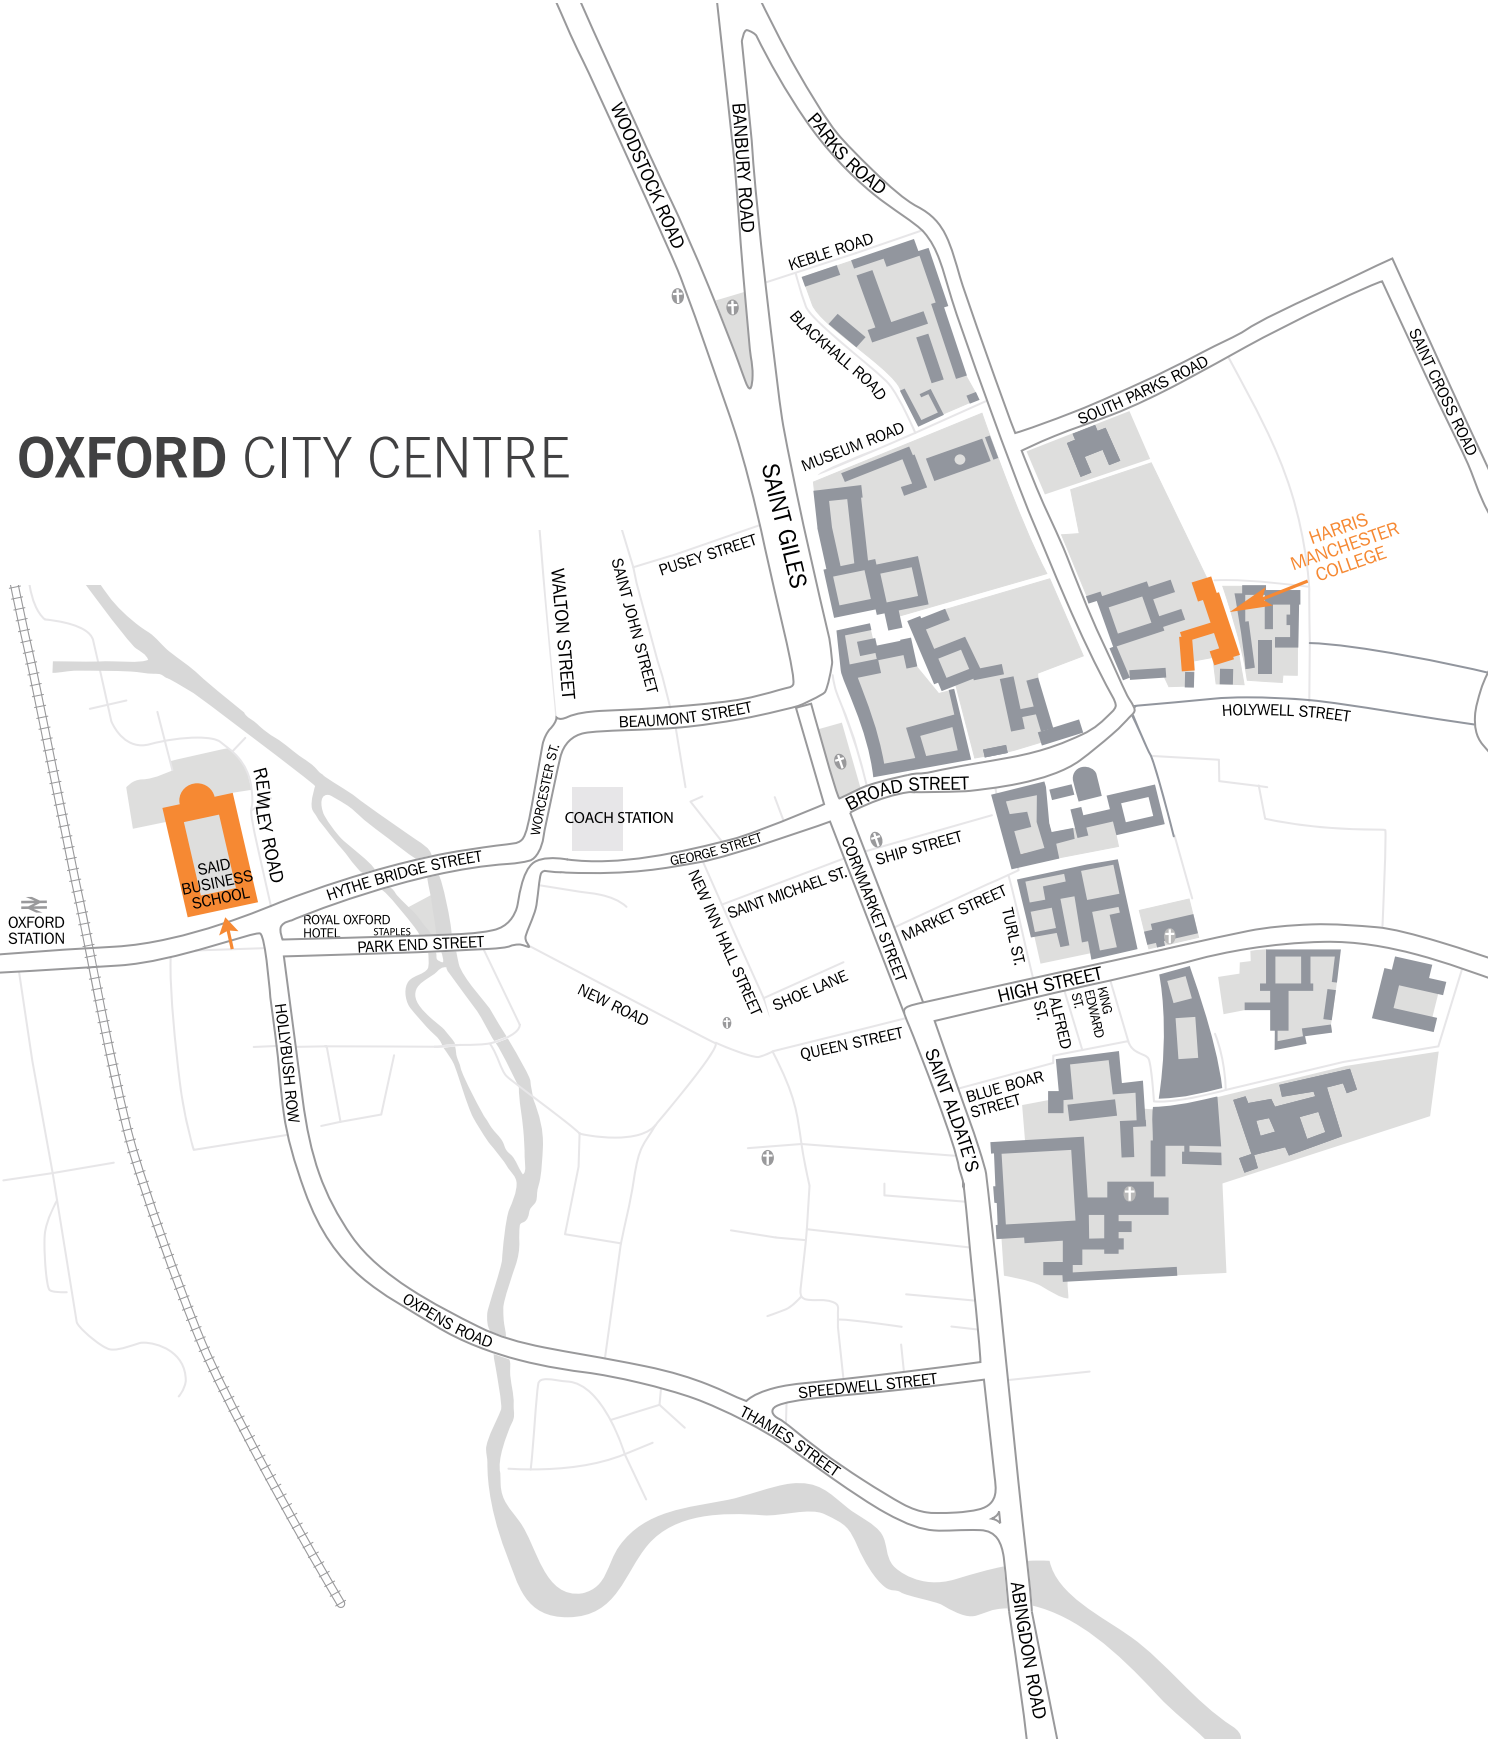 WOODSTOCK ROAD
BANBURY ROAD
PARKS ROAD
KEBLE ROAD
BLACKHALL ROAD
MUSEUM ROAD
SOUTH PARKS ROAD
SAINT CROSS ROAD
OXFORD CITY CENTRE
SAINT GILES
PUSEY STREET
SAINT JOHN STREET
WALTON STREET
HARRIS
MANCHESTER
COLLEGE
BEAUMONT STREET
HOLYWELL STREET
WORCESTER ST.
REWLEY ROAD
COACH STATION
BROAD STREET
GEORGE STREET
SHIP STREET
HYTHE BRIDGE STREET
SAID
BUSINESS
SCHOOL
CORNMARKET STREET
SAINT MICHAEL ST.
NEW INN HALL STREET
MARKET STREET
TURL ST.
OXFORD
STATION
ROYAL OXFORD
HOTEL
STAPLES
PARK END STREET
NEW ROAD
SHOE LANE
HIGH STREET
KING
EDWARD
ST.
ALFRED
ST.
QUEEN STREET
HOLLYBUSH ROW
SAINT ALDATE'S
BLUE BOAR
STREET
OXPENS ROAD
SPEEDWELL STREET
THAMES STREET
ABINGDON ROAD